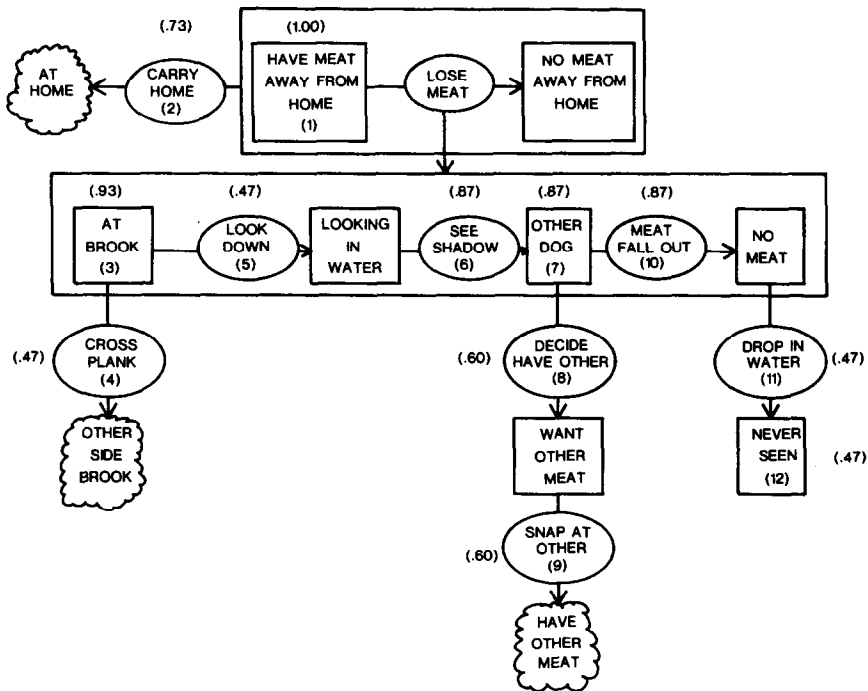 (.73)
(1.00)
AT
HOME
CARRY
HOME
(2)
HAVE MEAT
AWAY FROM
HOME
(1)
LOSE
MEAT
NO MEAT
AWAY FROM
HOME
(.93)
(.47)
(.87)
(.87)
(.87)
AT
BROOK
(3)
LOOK
DOWN
(5)
LOOKING
IN
WATER
SEE
SHADOW
(6)
OTHER
DOG
(7)
MEAT
FALL OUT
(10)
NO
MEAT
(.47)
CROSS
PLANK
(4)
(.60)
DECIDE
HAVE OTHER
(8)
DROP IN
WATER
(11)
(.47)
OTHER
SIDE
BROOK
WANT
OTHER
MEAT
NEVER
SEEN
(12)
(.47)
(.60)
SNAP AT
OTHER
(9)
HAVE
OTHER
MEAT